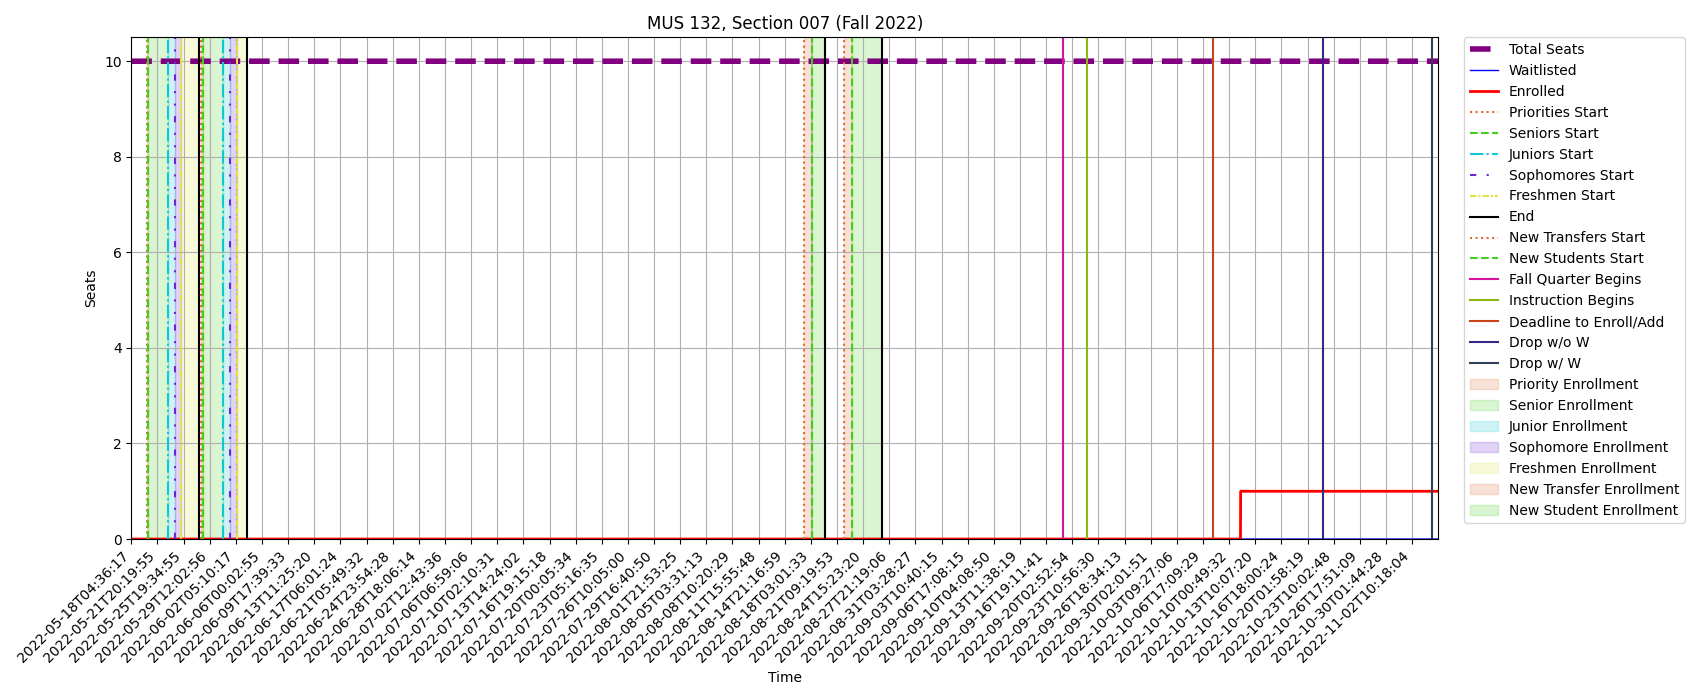 MUS 132, Section 007 (Fall 2022)
Seats
10
8
6
4
2
0
2022-05-18T04:36:17
2022-05-21T20:19:55
2022-05-25T19:34:55
2022-05-29T12:02:56
2022-06-02T05:10:17
2022-06-06T00:02:55
2022-06-09T17:39:33
2022-06-13T11:25:20
2022-06-17T06:01:24
2022-06-21T05:49:32
2022-06-24T23:54:28
2022-06-28T18:06:14
2022-07-02T12:43:36
2022-07-06T06:59:06
2022-07-10T02:10:31
2022-07-13T14:24:02
2022-07-16T19:15:18
2022-07-20T00:05:34
2022-07-23T05:16:35
2022-07-26T10:05:00
2022-07-29T16:40:50
2022-08-01T21:53:25
2022-08-05T03:31:13
2022-08-08T10:20:29
2022-08-11T15:55:48
2022-08-14T21:16:59
2022-08-18T03:01:33
2022-08-21T09:19:53
2022-08-24T15:23:20
2022-08-27T21:19:06
2022-08-31T03:28:27
2022-09-03T10:40:15
2022-09-06T17:08:15
2022-09-10T04:08:50
2022-09-13T11:38:19
2022-09-16T19:11:41
2022-09-20T02:52:54
2022-09-23T10:56:30
2022-09-26T18:34:13
2022-09-30T02:01:51
2022-10-03T09:27:06
2022-10-06T17:09:29
2022-10-10T00:49:32
2022-10-13T10:07:20
2022-10-16T18:00:24
2022-10-20T01:58:19
2022-10-23T10:02:48
2022-10-26T17:51:09
2022-10-30T01:44:28
2022-11-02T10:18:04
Time
Total Seats
Waitlisted
Enrolled
Priorities Start
Seniors Start
Juniors Start
Sophomores Start
Freshmen Start
End
New Transfers Start
New Students Start
Fall Quarter Begins
Instruction Begins
Deadline to Enroll/Add
Drop w/o W
Drop w/ W
Priority Enrollment
Senior Enrollment
Junior Enrollment
Sophomore Enrollment
Freshmen Enrollment
New Transfer Enrollment
New Student Enrollment